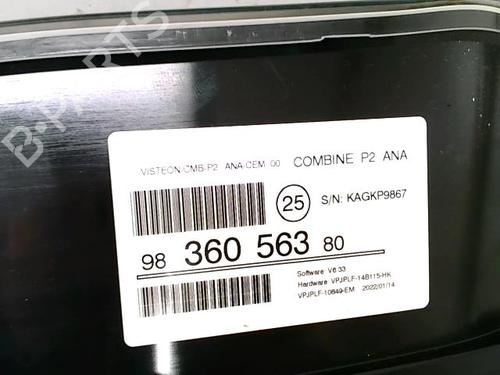 B-PARTS
VISTEON-CMB-P2 ANA-CEM 00 COMBINE P2 ANA
25 S/N: KAGKP9867
98 360 563 80
Software V6.33
Hardware VPJPLF-14B115-HK
VPJPLF-10849-EM 2022/01/14